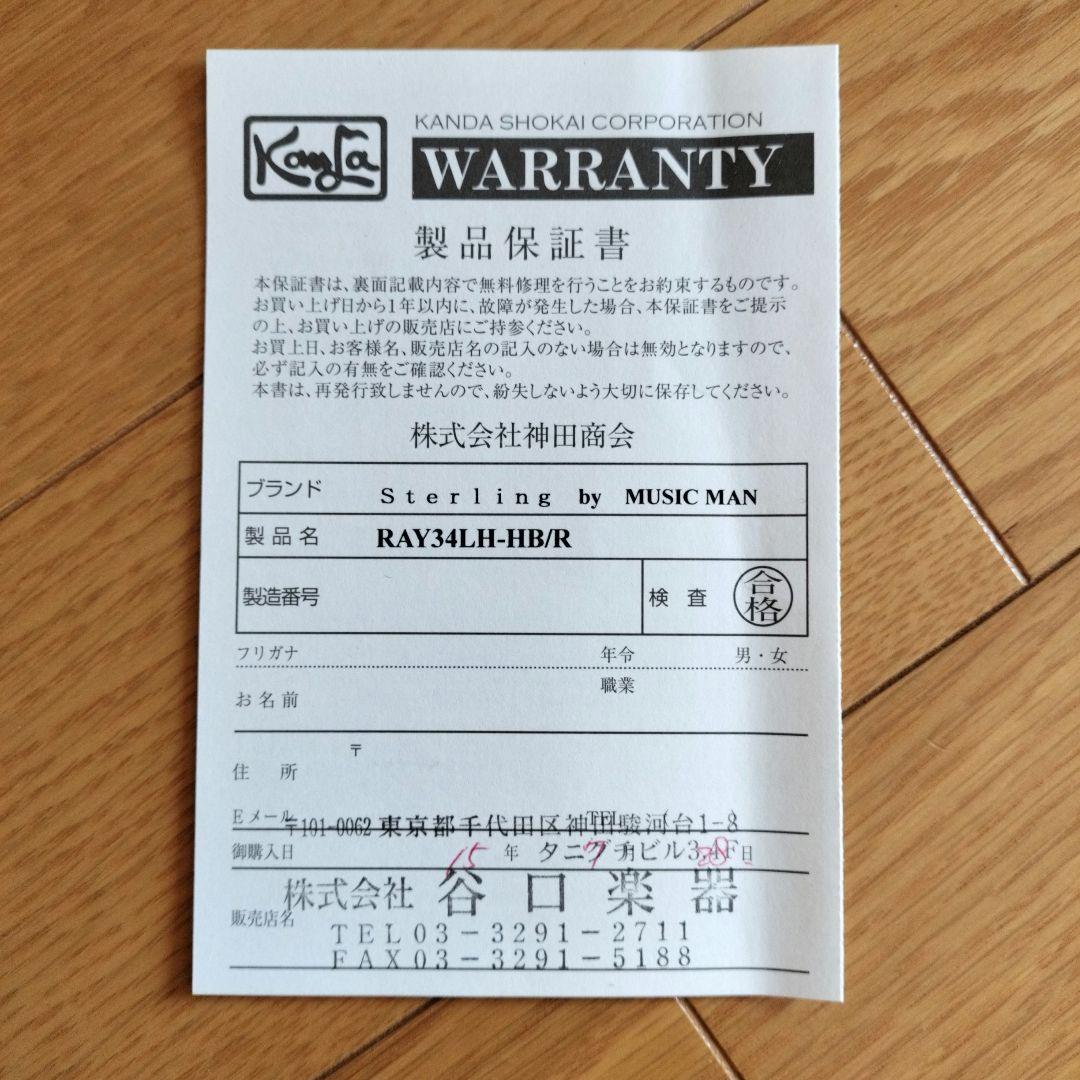 Kanda
KANDA SHOKAI CORPORATION
WARRANTY
製品保証書
本保証書は、裏面記載内容で無料修理を行うことをお約束するものです。
お買い上げ日から1年以内に、故障が発生した場合、本保証書をご提示
の上、お買い上げの販売店にご持参ください。
お買上日、お客様名、販売店名の記入のない場合は無効となりますので、
必ず記入の有無をご確認ください。
本書は、再発行致しませんので、紛失しないよう大切に保存してください。
株式会社神田商会
ブランド Sterling by MUSIC MAN
製品名 RAY34LH-HB/R
製造番号 検査 合格
フリガナ 年令 男・女
お名前 職業
〒
住所
Eメール TEL ( )
〒101-0062 東京都千代田区神田駿河台1-8
御購入日 15 年 7 月 28 日
タニグチビル3,4F
株式会社 谷口楽器
販売店名
TEL03-3291-2711
FAX03-3291-5188